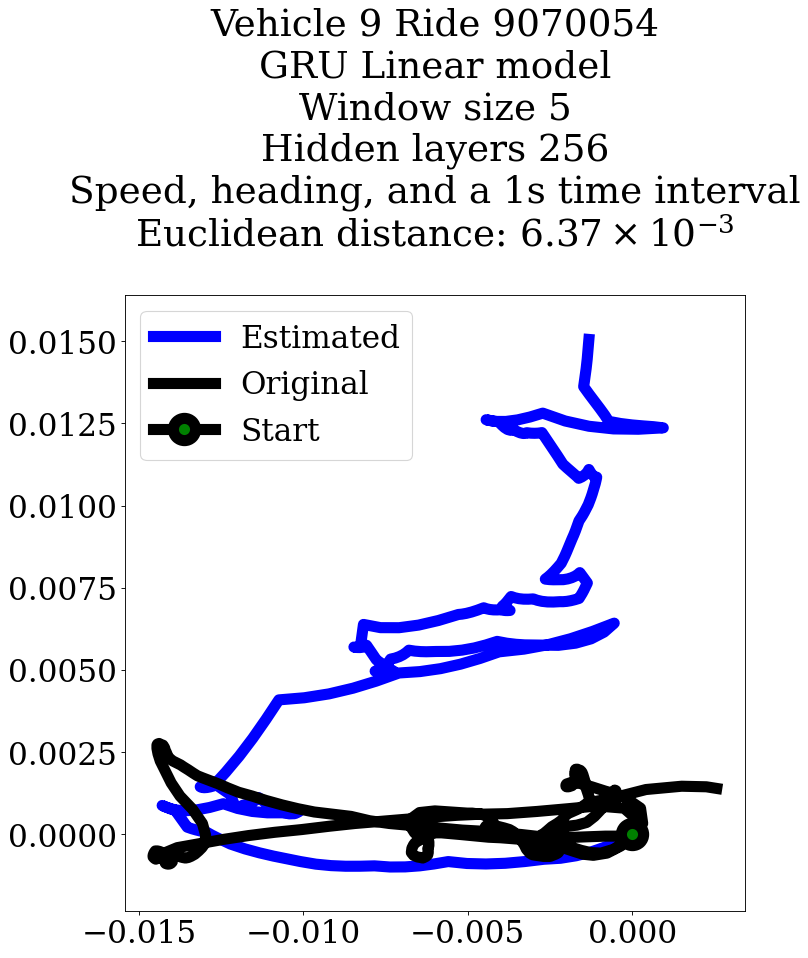 Vehicle 9 Ride 9070054
GRU Linear model
Window size 5
Hidden layers 256
Speed, heading, and a 1s time interval
Euclidean distance: 6.37 × 10⁻³
Estimated
Original
Start
0.0150
0.0125
0.0100
0.0075
0.0050
0.0025
0.0000
−0.015 −0.010 −0.005 0.000